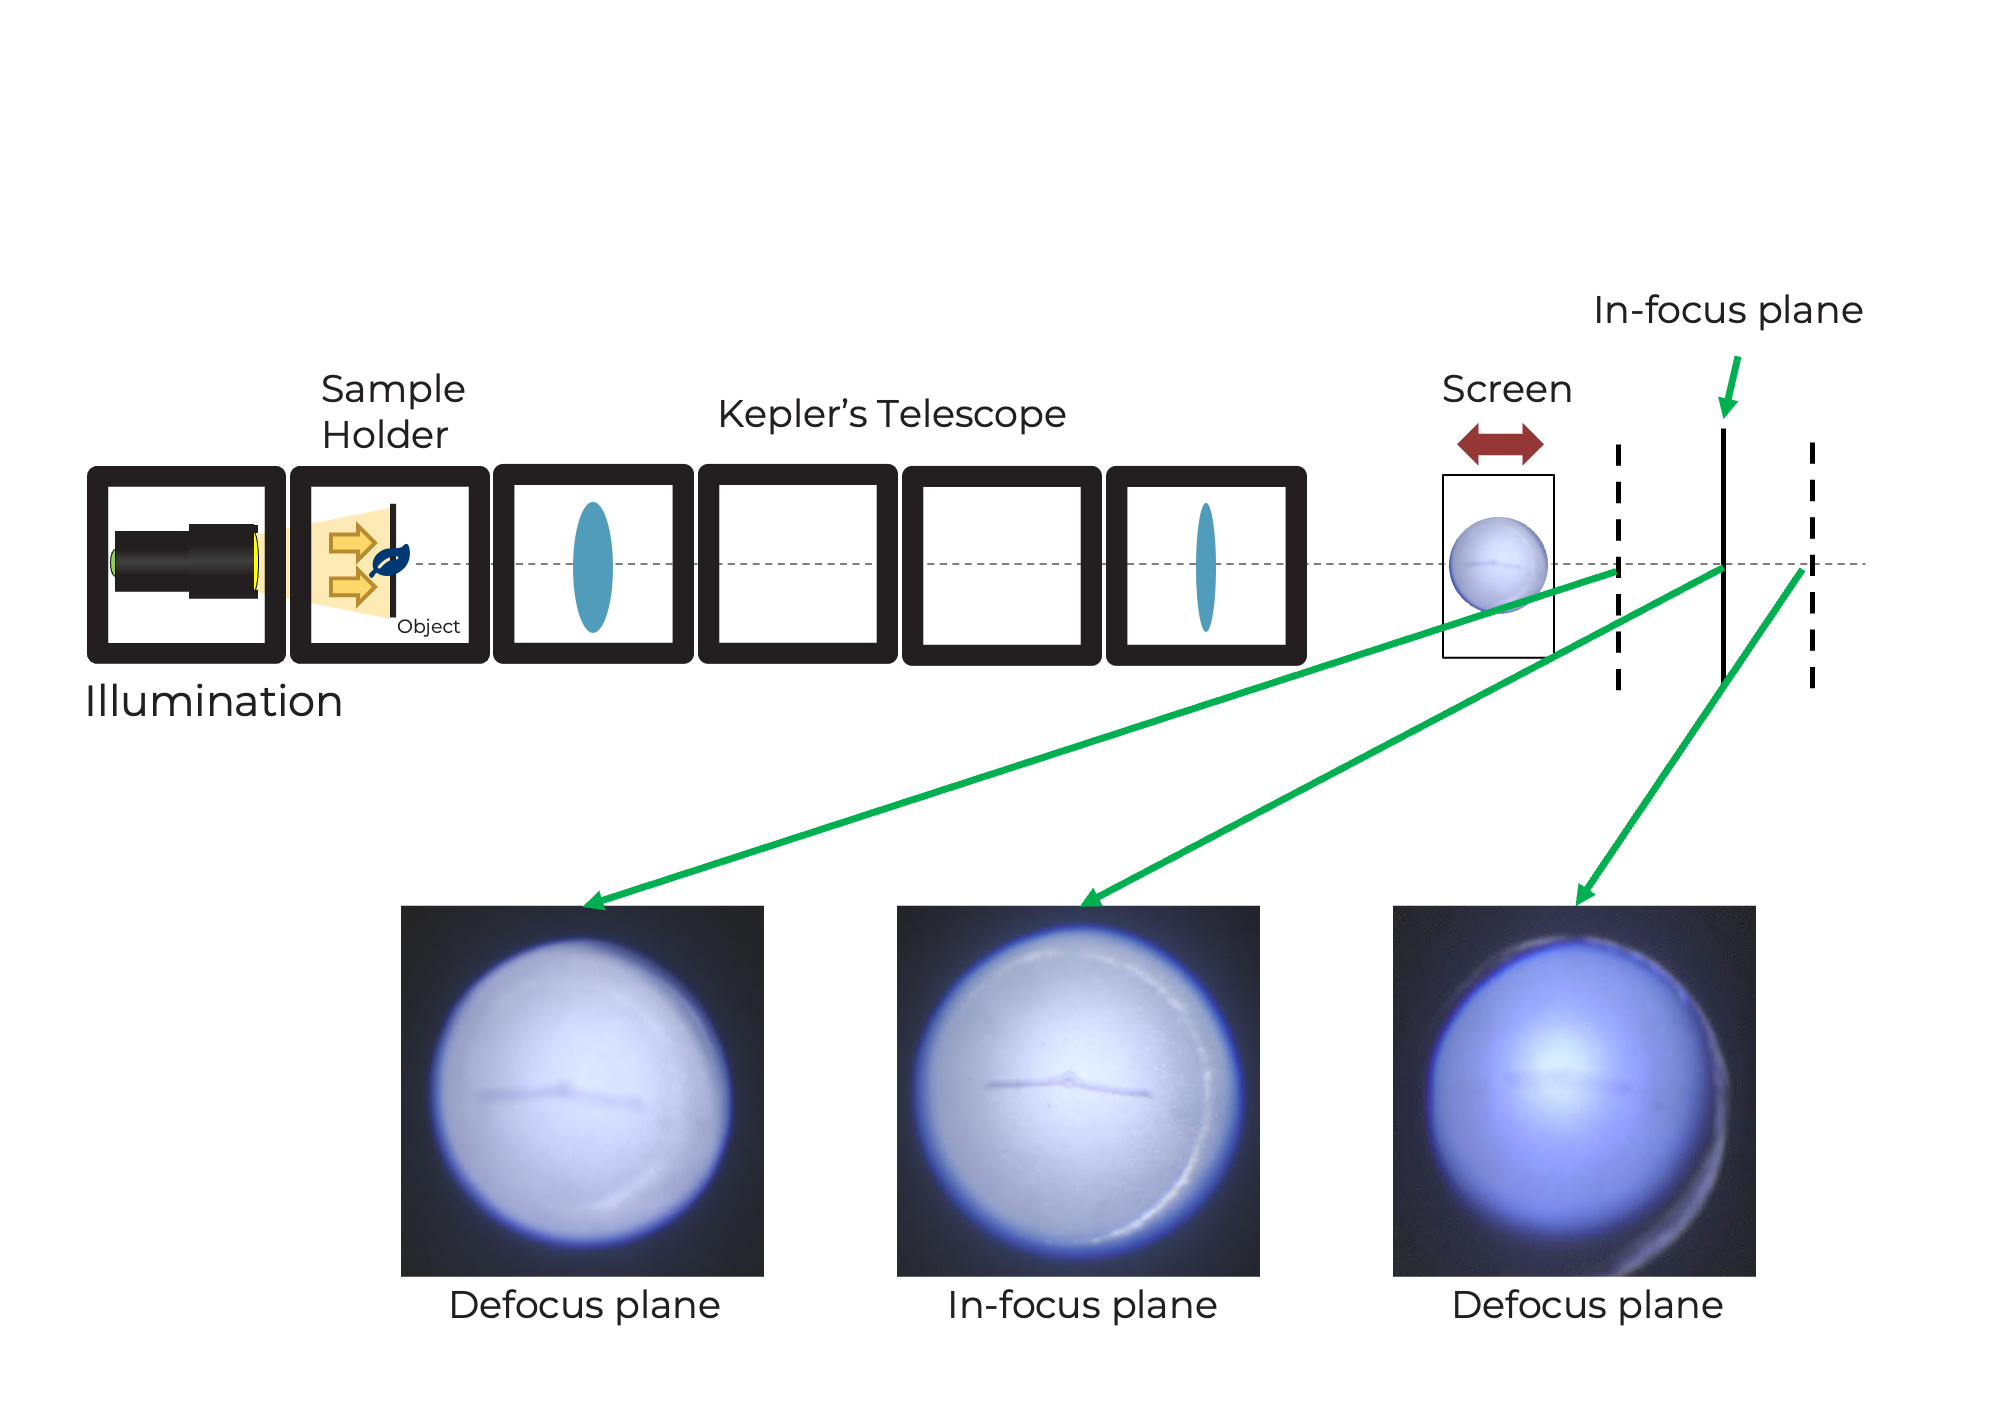 In-focus plane
Sample
Holder
Kepler’s Telescope
Screen
Object
Illumination
Defocus plane
In-focus plane
Defocus plane